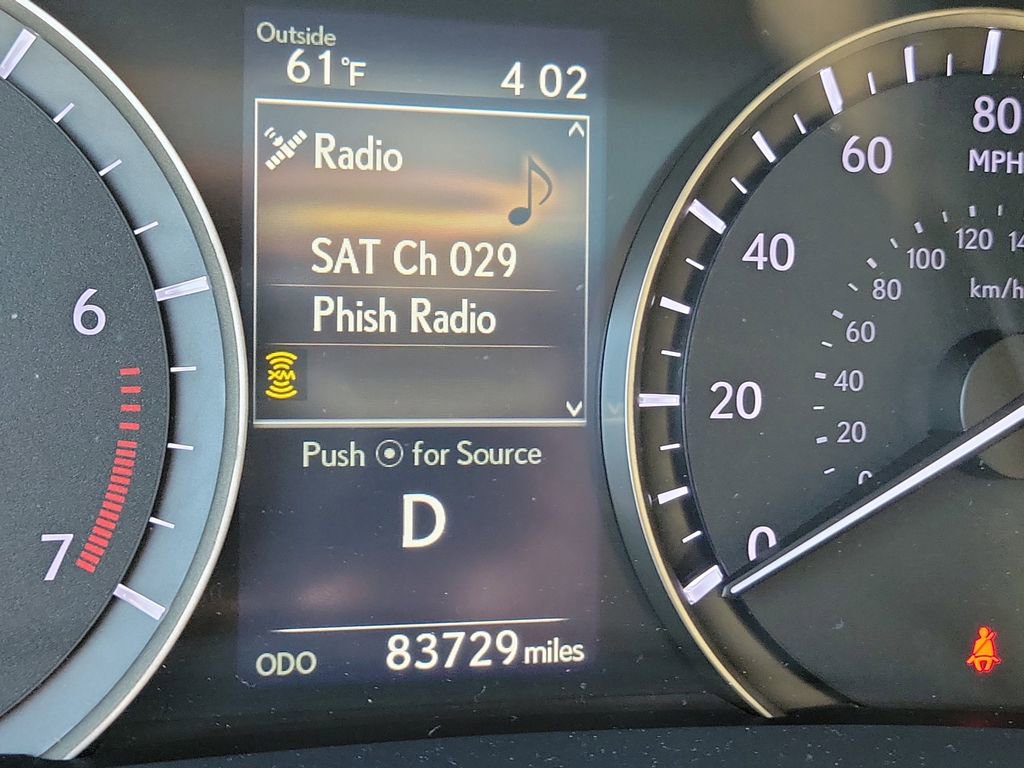 Outside
61°F 4 02
Radio
SAT Ch 029
Phish Radio
XM
Push for Source
D
ODO 83729 miles
6
7
80
MPH
60
40
20
0
120
100
km/h
80
60
40
20
0